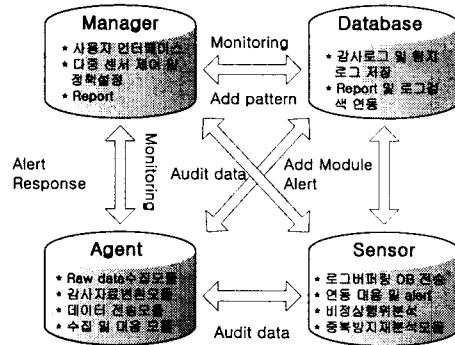 Manager
* 사용자 인터페이스
* 다중 센서 제어 및
정책설정
* Report
Monitoring
Add pattern
Database
* 감사로그 및 탐지
로그 저장
* Report 및 로그검
색 연동
Alert
Response
Monitoring
Audit data
Add Module
Alert
Agent
* Raw data수집모듈
* 감사자료변환모듈
* 데이터 전송모듈
* 수집 및 대응 모듈
Audit data
Sensor
* 로그버퍼링 DB 전송
* 연동 대응 및 alert
* 비정상행위분석
* 중복방지재분석모듈